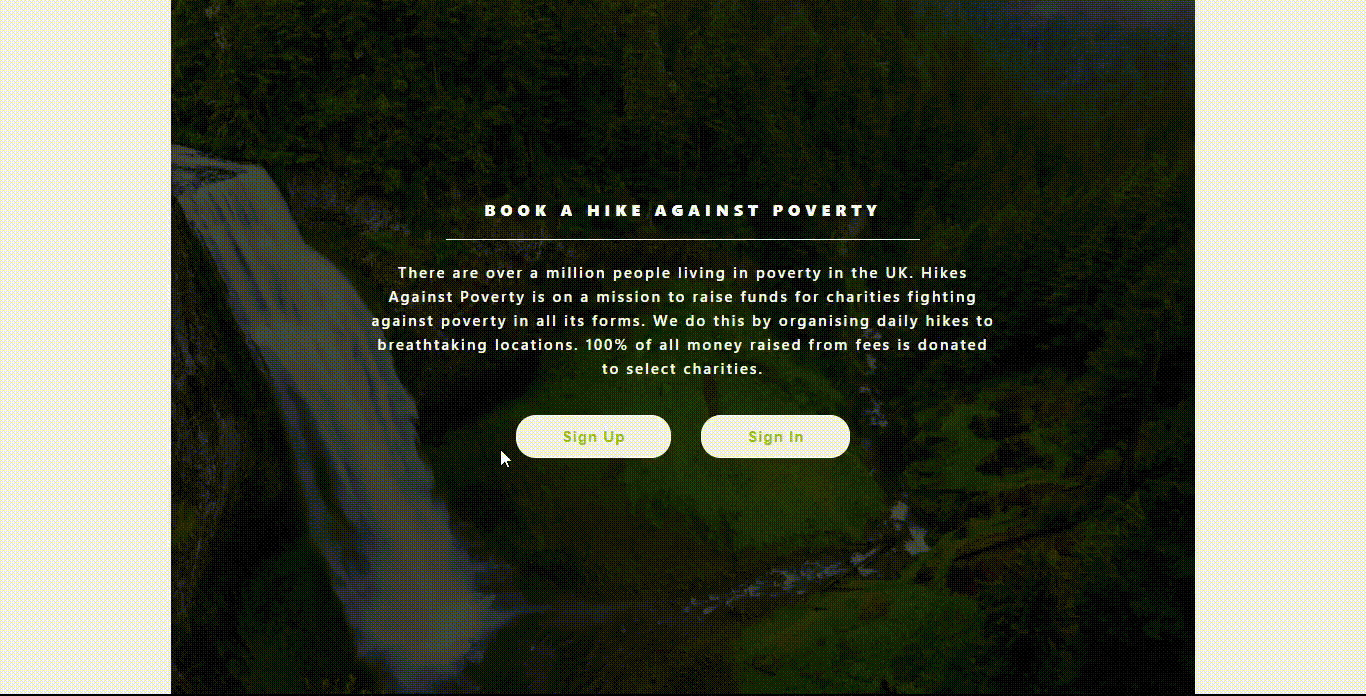 BOOK A HIKE AGAINST POVERTY
There are over a million people living in poverty in the UK. Hikes
Against Poverty is on a mission to raise funds for charities fighting
against poverty in all its forms. We do this by organising daily hikes to
breathtaking locations. 100% of all money raised from fees is donated
to select charities.
Sign Up Sign In